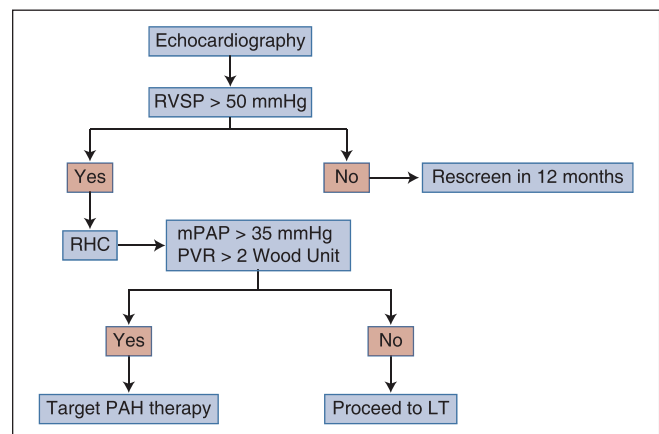 Echocardiography
RVSP > 50 mmHg
Yes
No
Rescreen in 12 months
RHC
mPAP > 35 mmHg
PVR > 2 Wood Unit
Yes
No
Target PAH therapy
Proceed to LT